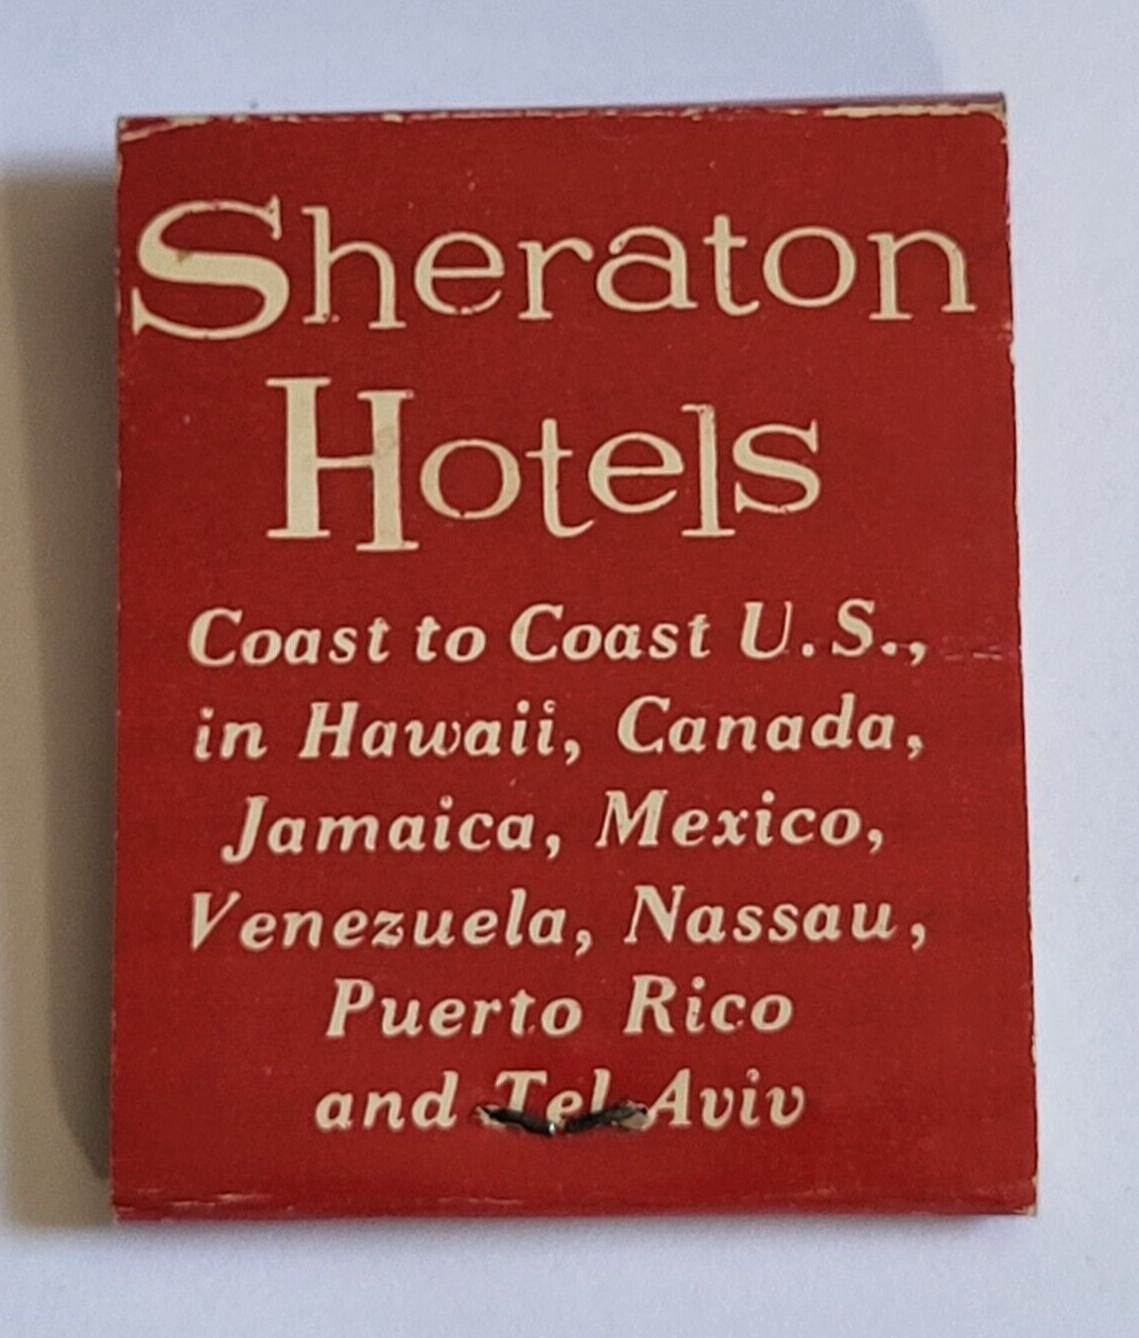 Sheraton
Hotels
Coast to Coast U.S.,
in Hawaii, Canada,
Jamaica, Mexico,
Venezuela, Nassau,
Puerto Rico
and Tel Aviv